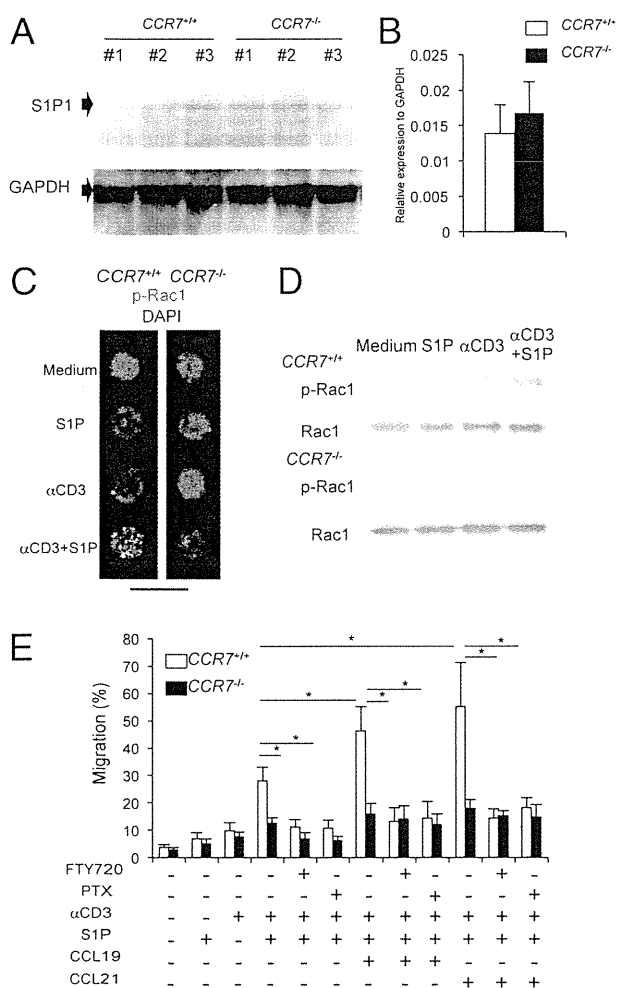 A
CCR7+/+ CCR7-/-
#1 #2 #3 #1 #2 #3
S1P1
GAPDH
B
CCR7+/+
CCR7-/-
Relative expression to GAPDH
0.025
0.02
0.015
0.01
0.005
0
C
CCR7+/+ CCR7-/-
p-Rac1
DAPI
Medium
S1P
αCD3
αCD3+S1P
D
Medium S1P αCD3 αCD3
+S1P
CCR7+/+
p-Rac1
Rac1
CCR7-/-
p-Rac1
Rac1
E
CCR7+/+
CCR7-/-
Migration (%)
80
70
60
50
40
30
20
10
0
* * * * * * * *
FTY720 - - - - + - - + - - + -
PTX - - - - - + - - + - - +
αCD3 - - + + + + + + + + + +
S1P - + - + + + + + + + + +
CCL19 - - - - - - + + + - - -
CCL21 - - - - - - - - - + + +